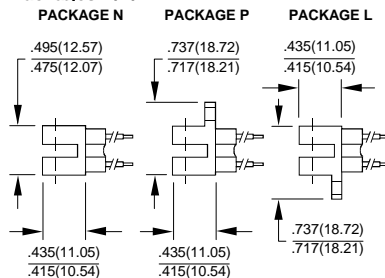 PACKAGE N PACKAGE P PACKAGE L
.495(12.57) .737(18.72) .435(11.05)
.475(12.07) .717(18.21) .415(10.54)
.737(18.72)
.717(18.21)
.435(11.05) .435(11.05)
.415(10.54) .415(10.54)